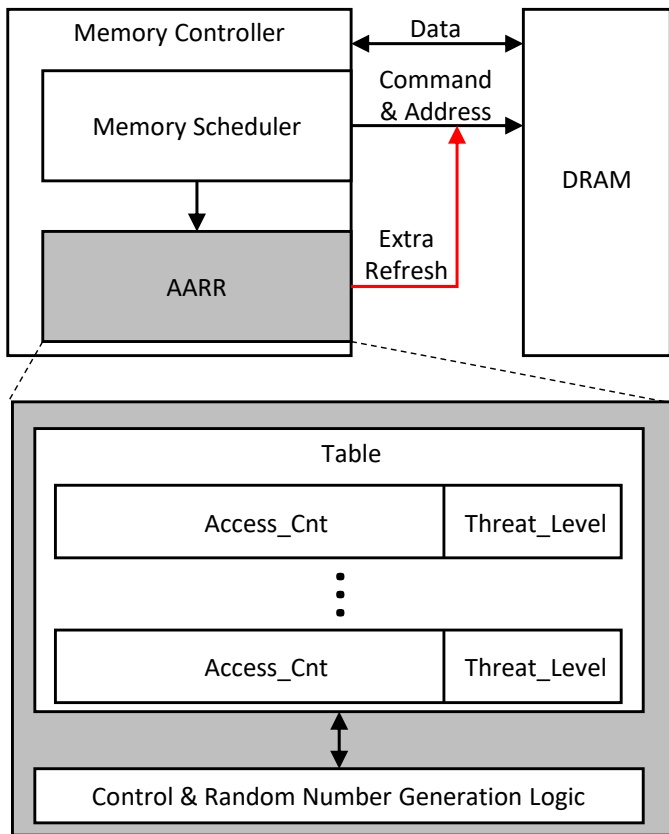 Memory Controller
Data
Command
& Address
Memory Scheduler
DRAM
Extra
Refresh
AARR
Table
Access_Cnt
Threat_Level
Access_Cnt
Threat_Level
Control & Random Number Generation Logic